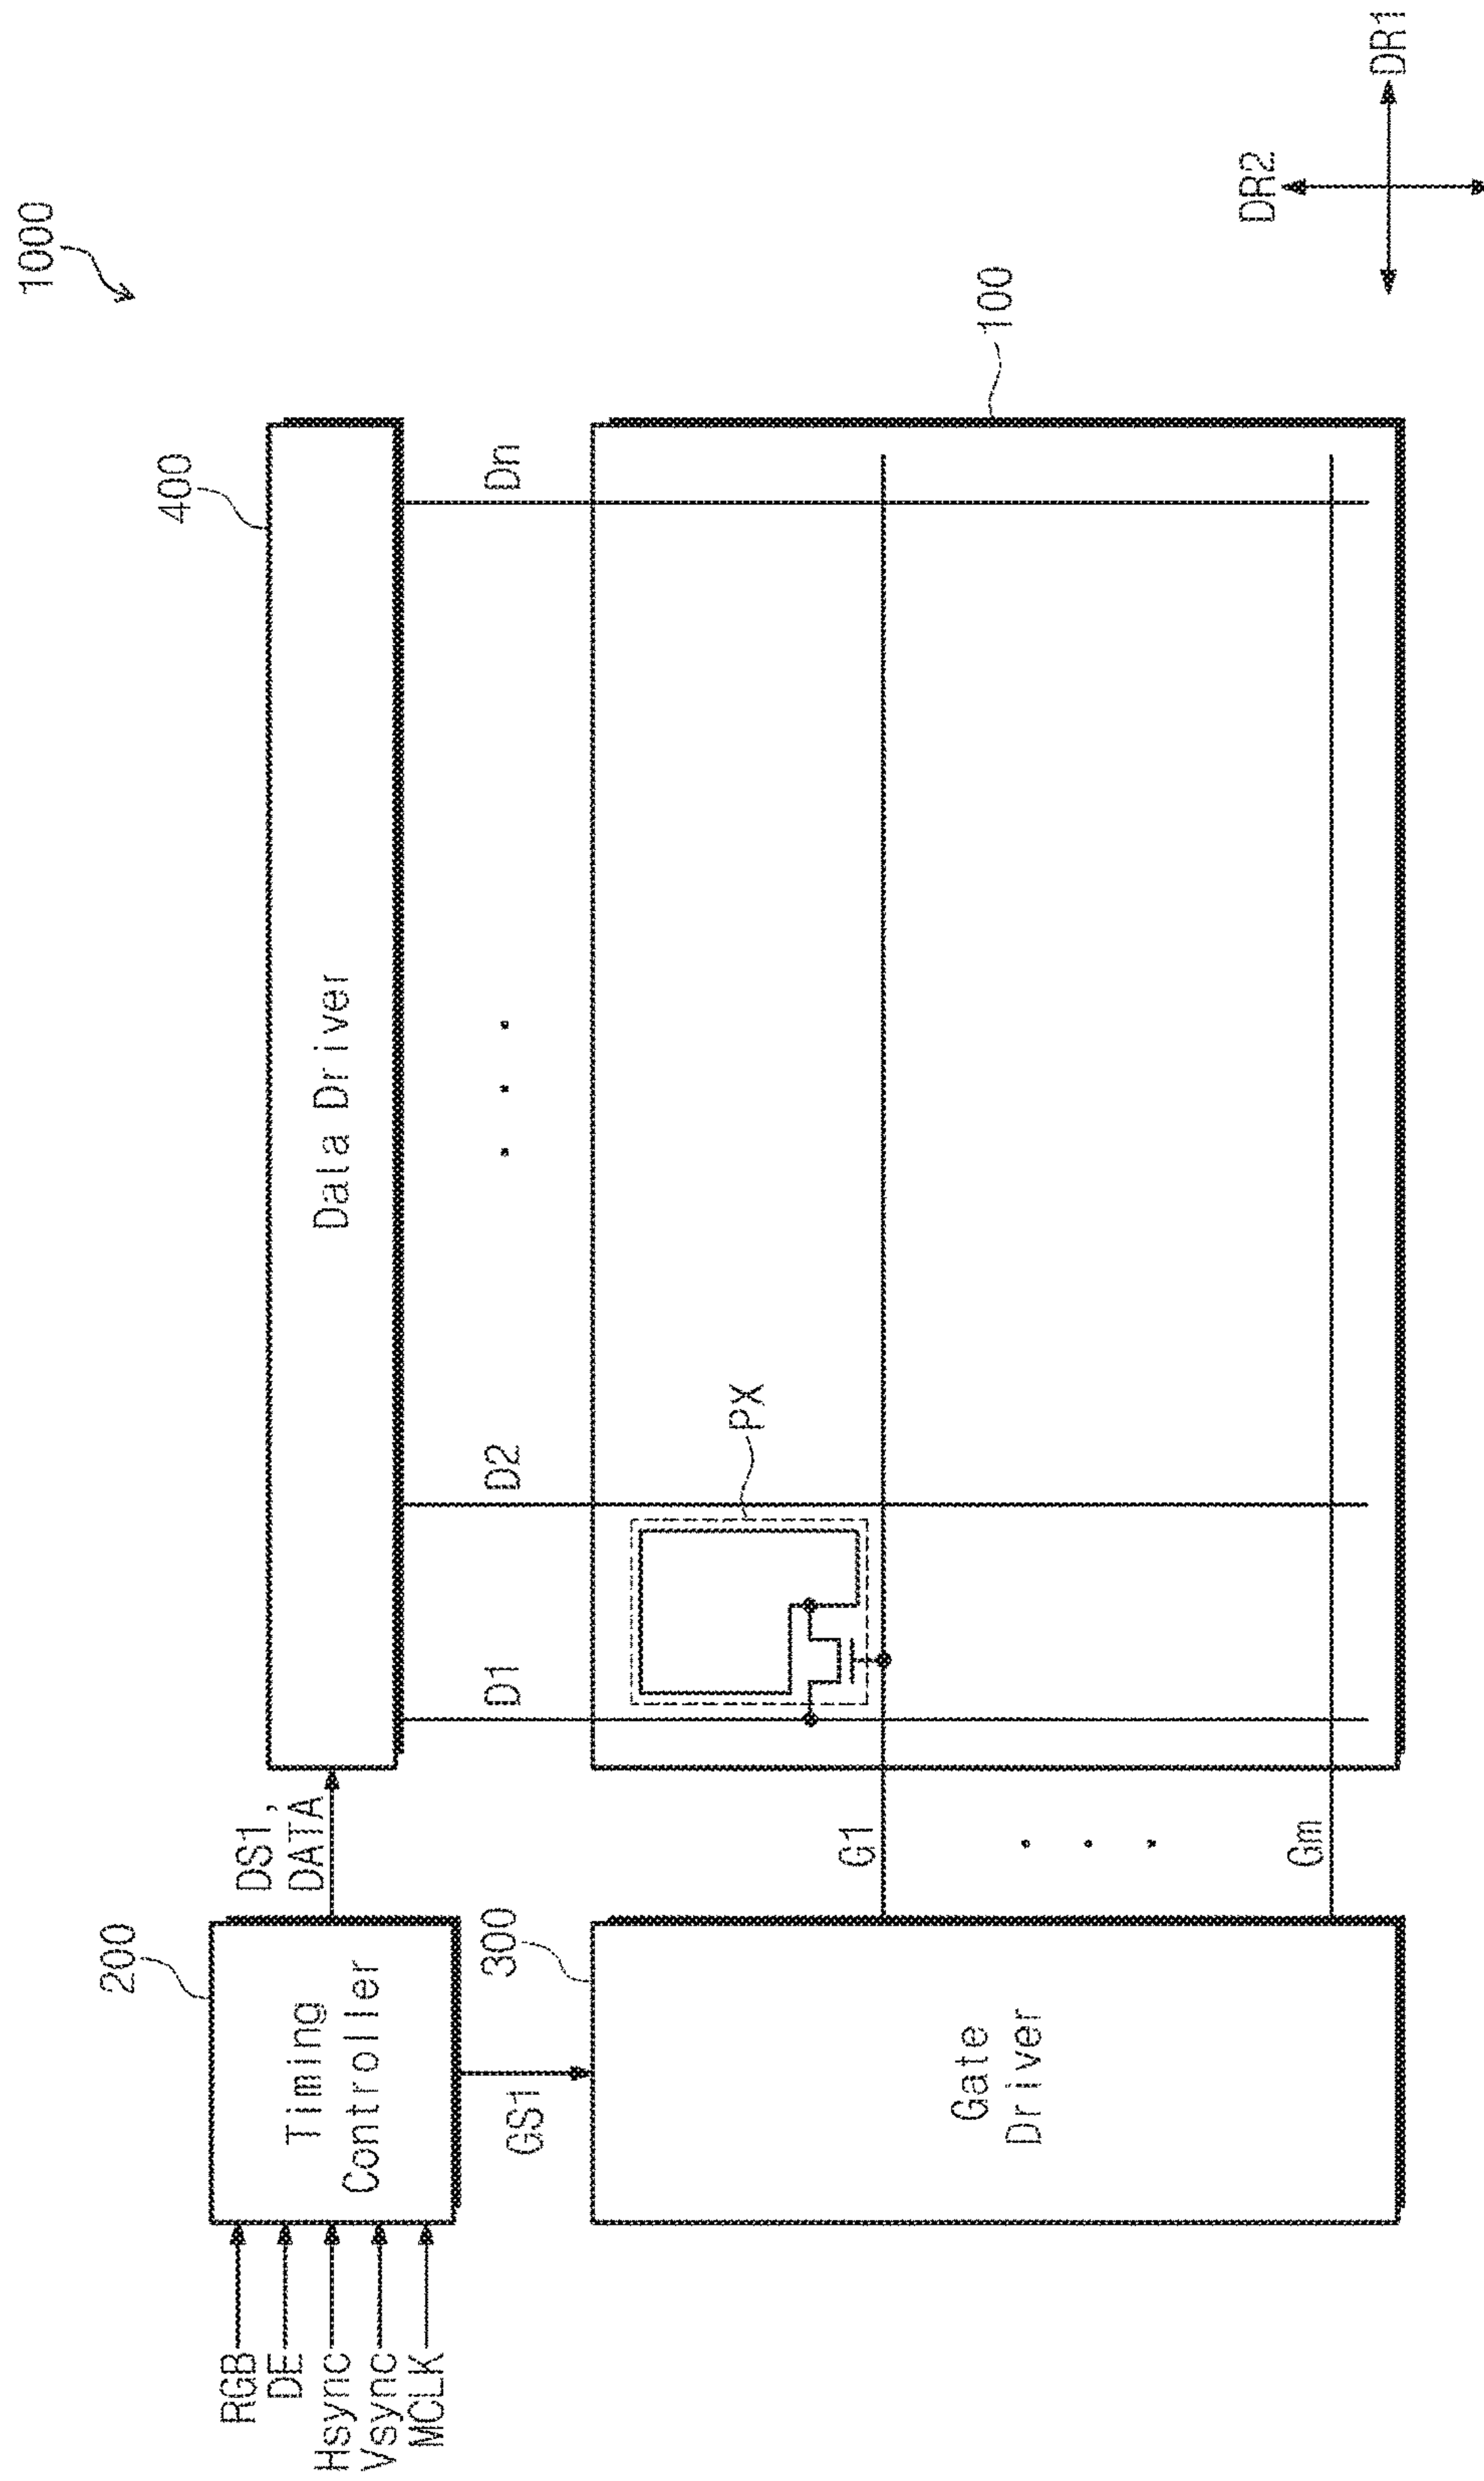 1000
400
200
RGB
DE
Hsync
Vsync
MCLK
Timing
Controller
DS1,
DATA
Data Driver
GS1
300
D1
D2
Dn
100
PX
Gate
Driver
G1
Gm
DR2
DR1